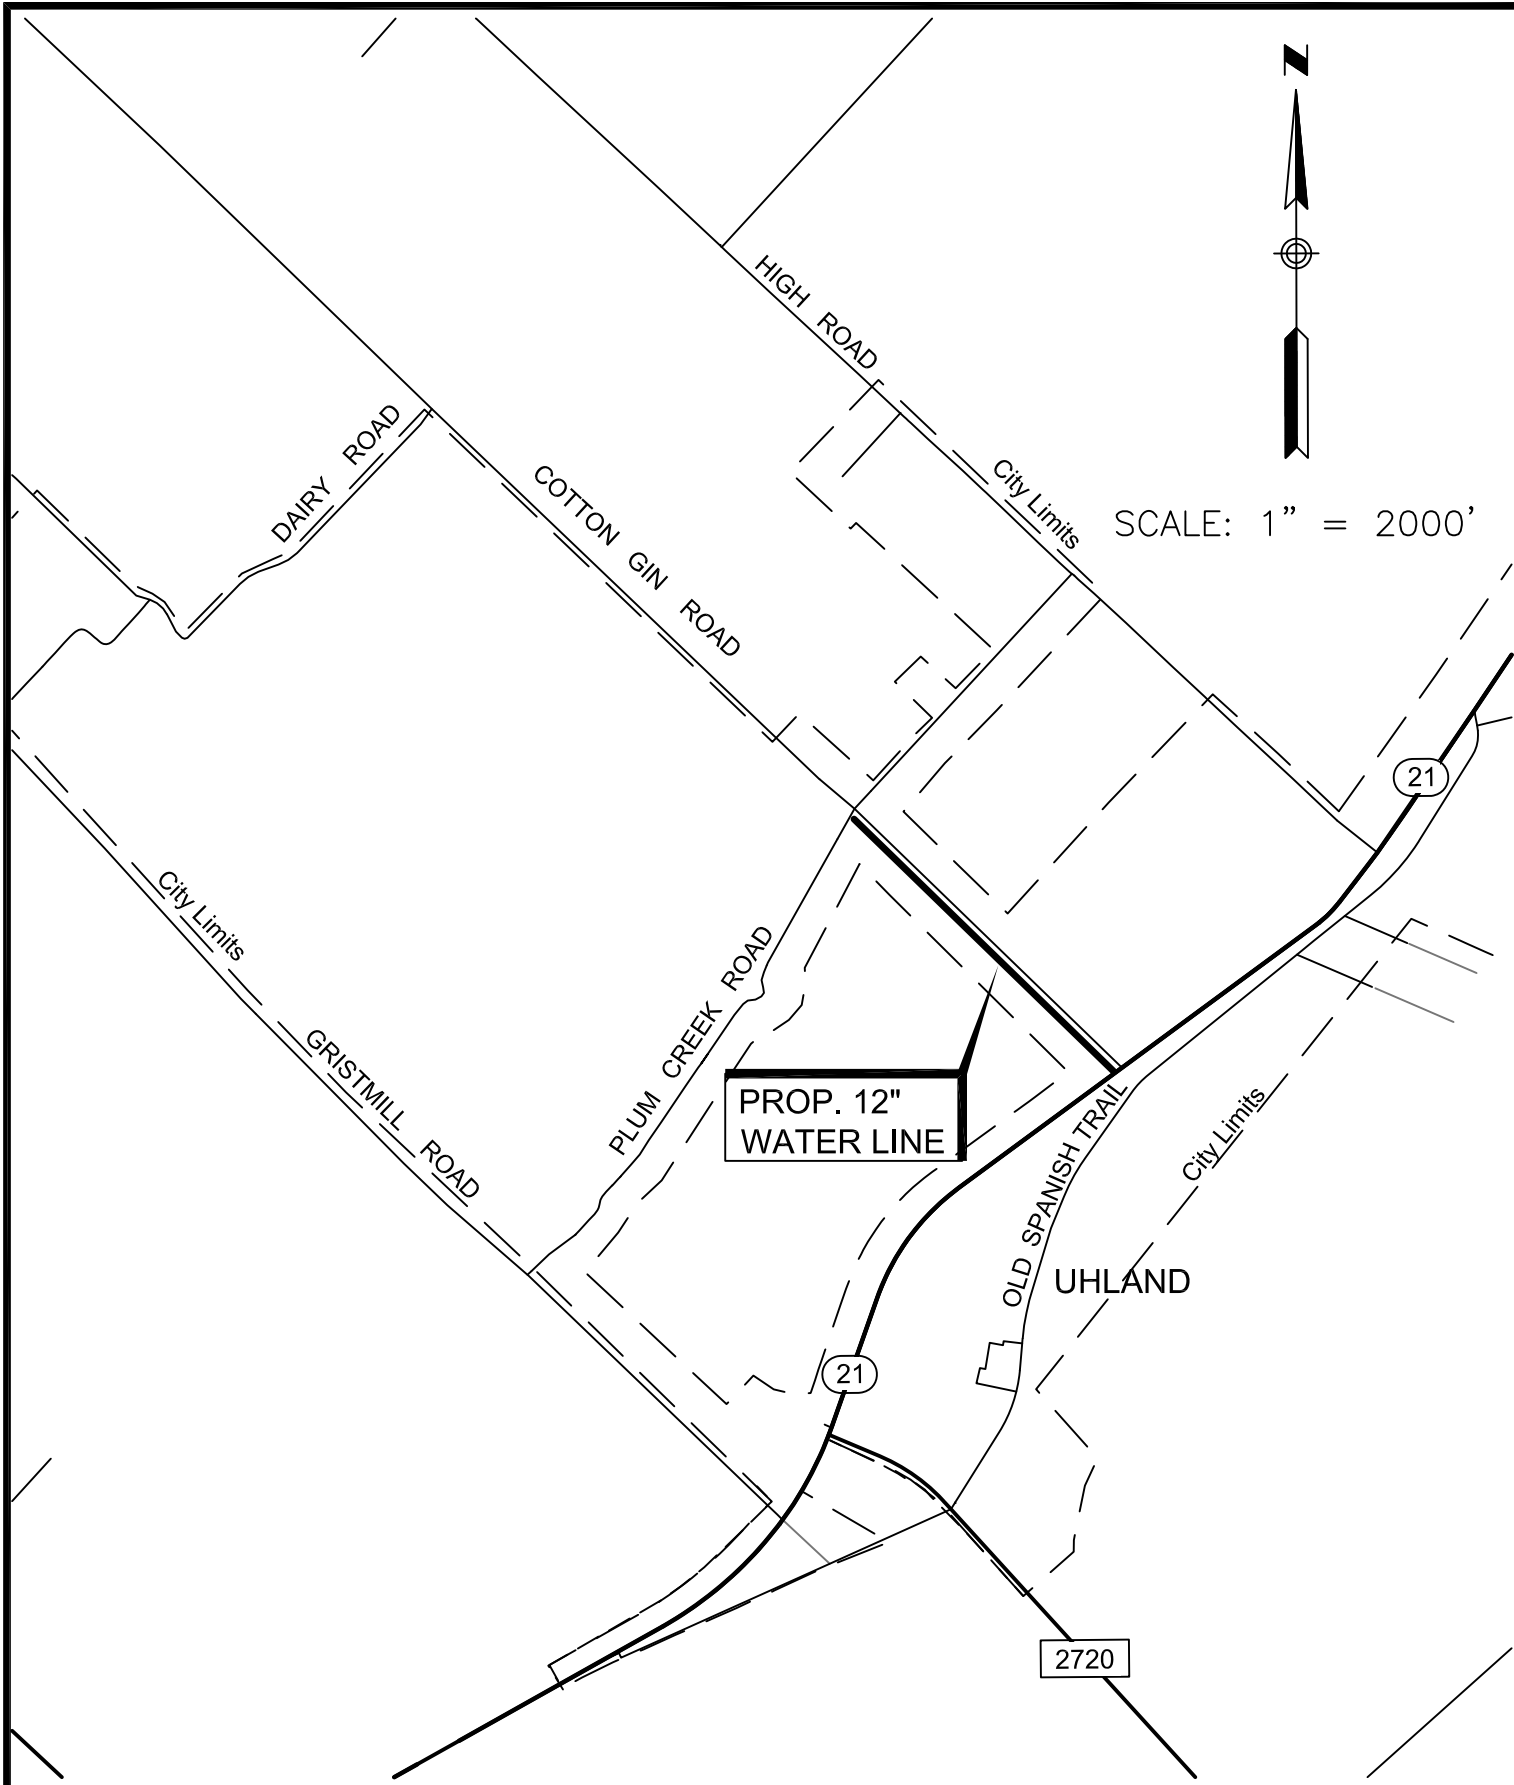 N
HIGH ROAD
DAIRY ROAD
COTTON GIN ROAD
City Limits
SCALE: 1" = 2000'
21
City Limits
PLUM CREEK ROAD
GRISTMILL ROAD
PROP. 12"
WATER LINE
OLD SPANISH TRAIL
City Limits
UHLAND
21
2720